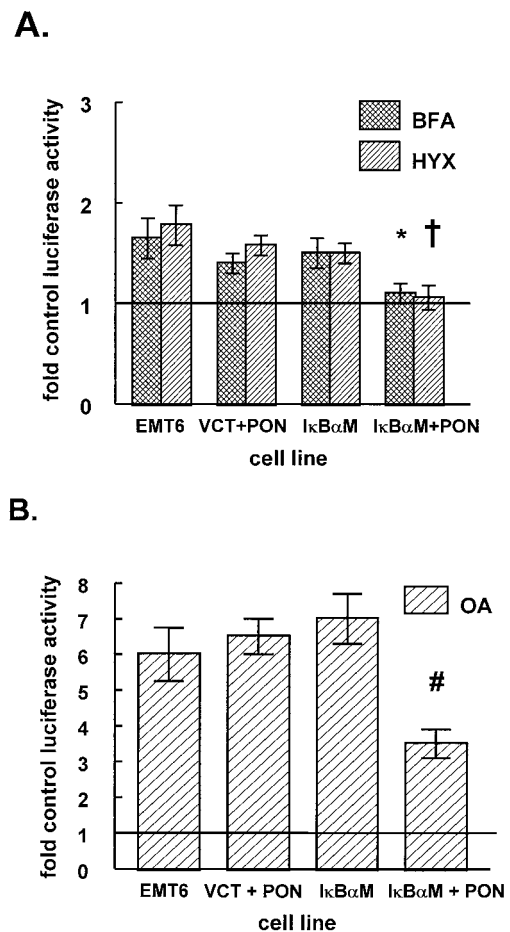 A.
fold control luciferase activity
3
2
1
0
BFA
HYX
* †
EMT6 VCT+PON IκBαM IκBαM+PON
cell line
B.
fold control luciferase activity
8
7
6
5
4
3
2
1
0
OA
#
EMT6 VCT + PON IκBαM IκBαM + PON
cell line